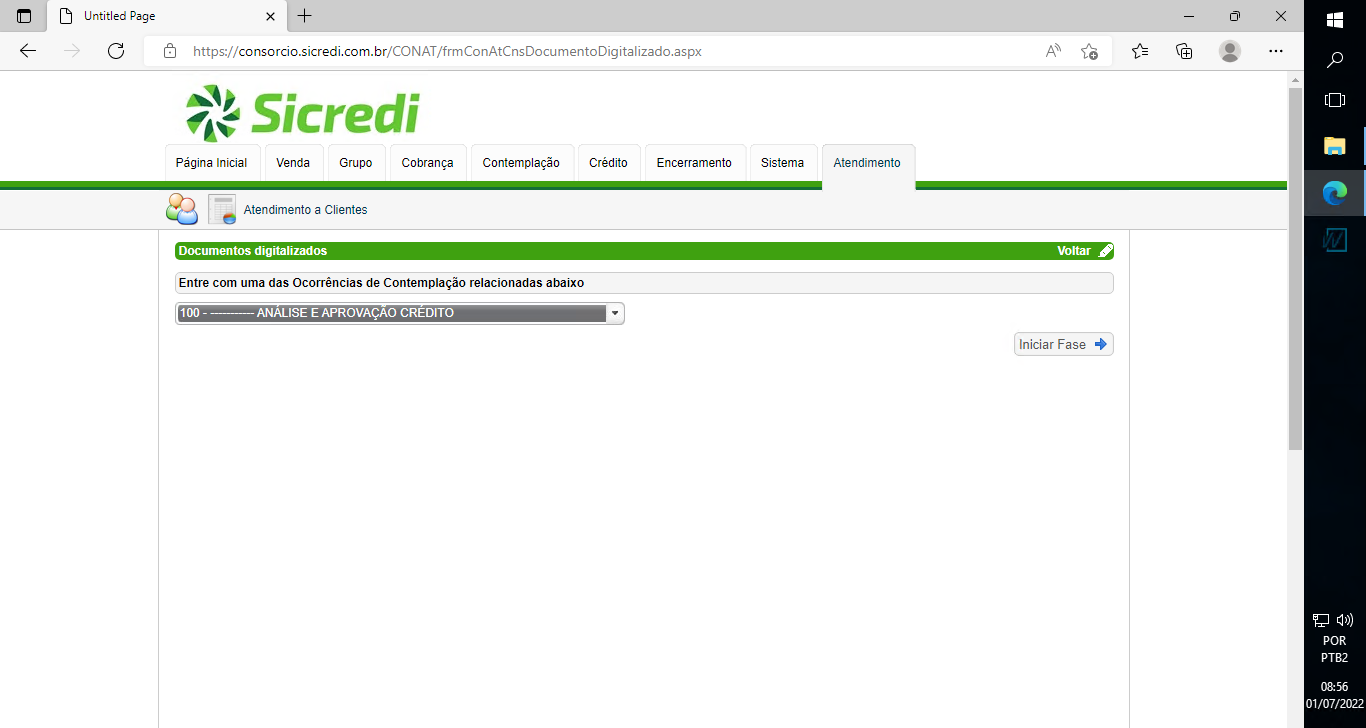 Untitled Page
https://consorcio.sicredi.com.br/CONAT/frmConAtCnsDocumentoDigitalizado.aspx
Sicredi
Página Inicial Venda Grupo Cobrança Contemplação Crédito Encerramento Sistema Atendimento
Atendimento a Clientes
Documentos digitalizados Voltar
Entre com uma das Ocorrências de Contemplação relacionadas abaixo
100 - ----------- ANÁLISE E APROVAÇÃO CRÉDITO
Iniciar Fase
POR
PTB2
08:56
01/07/2022